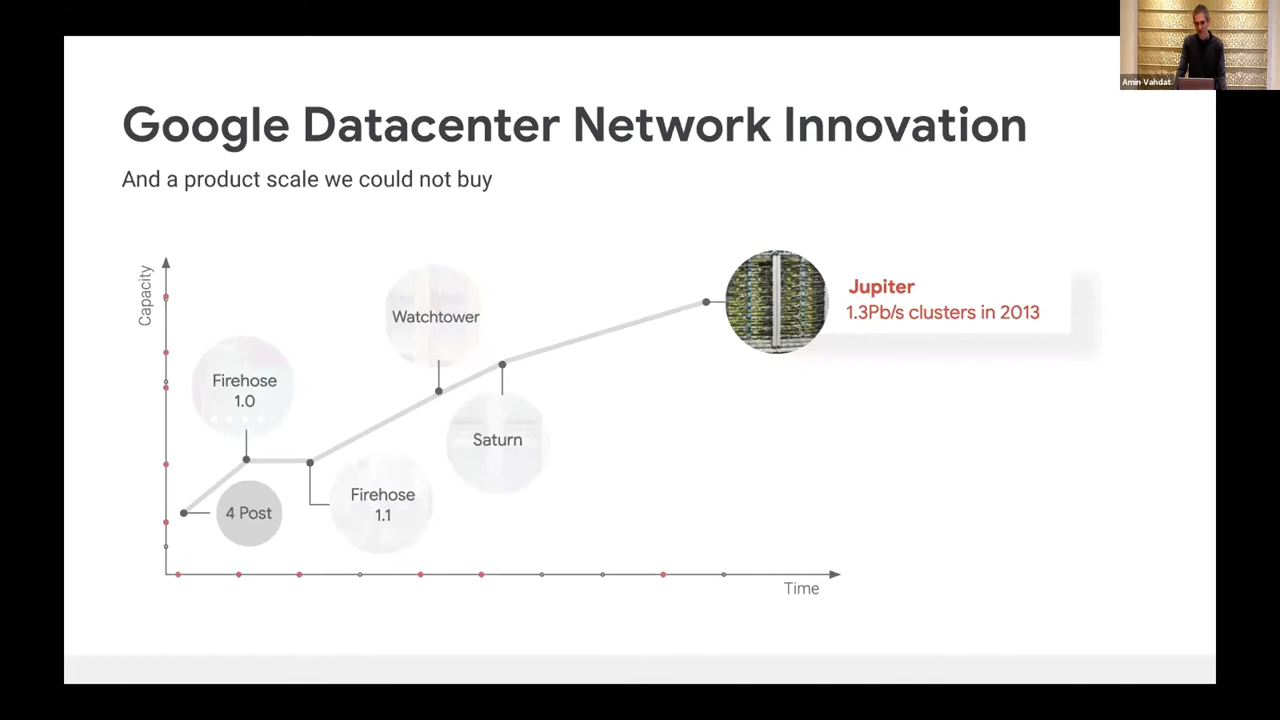 Amin Vahdat
Google Datacenter Network Innovation
And a product scale we could not buy
Capacity
Watchtower
Jupiter
1.3Pb/s clusters in 2013
Firehose
1.0
Saturn
Firehose
1.1
4 Post
Time